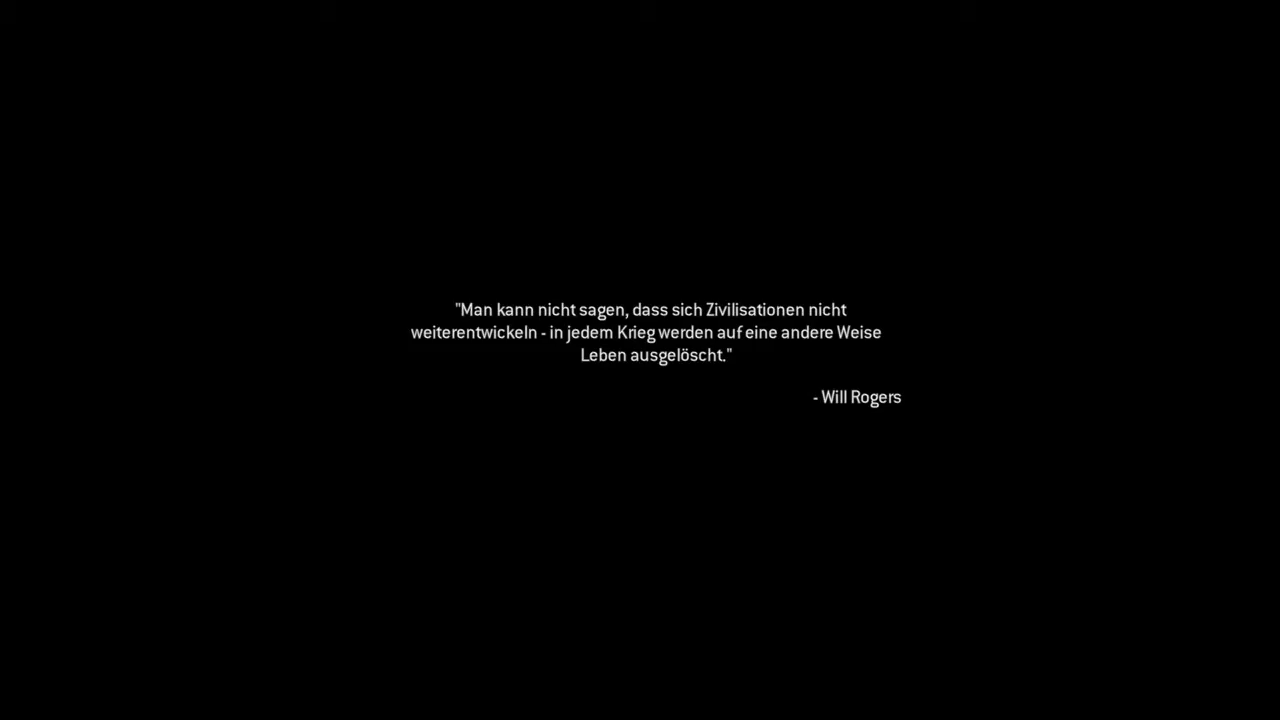 "Man kann nicht sagen, dass sich Zivilisationen nicht
weiterentwickeln - in jedem Krieg werden auf eine andere Weise
Leben ausgelöscht."
- Will Rogers